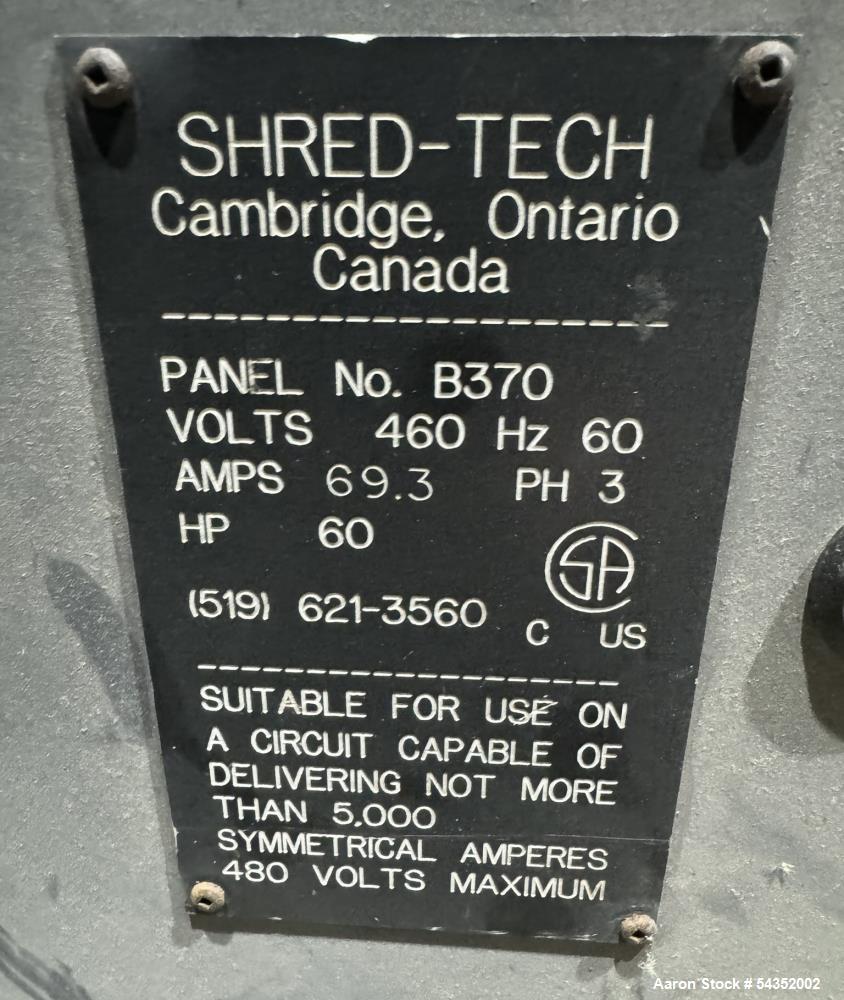 SHRED-TECH
Cambridge, Ontario
Canada
--------------------
PANEL No. B370
VOLTS 460 Hz 60
AMPS 69.3 PH 3
HP 60
SA
(519) 621-3560
C US
--------------------
SUITABLE FOR USE ON
A CIRCUIT CAPABLE OF
DELIVERING NOT MORE
THAN 5,000
SYMMETRICAL AMPERES
480 VOLTS MAXIMUM
Aaron Stock # 54352002